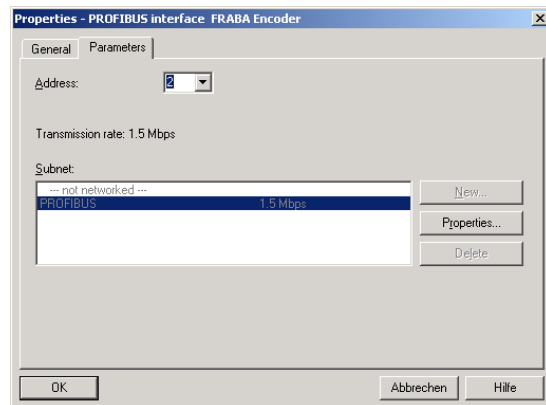 Properties - PROFIBUS interface FRABA Encoder
General Parameters
Address: 2
Transmission rate: 1.5 Mbps
Subnet:
--- not networked ---
PROFIBUS 1.5 Mbps
New...
Properties...
Delete
OK Abbrechen Hilfe